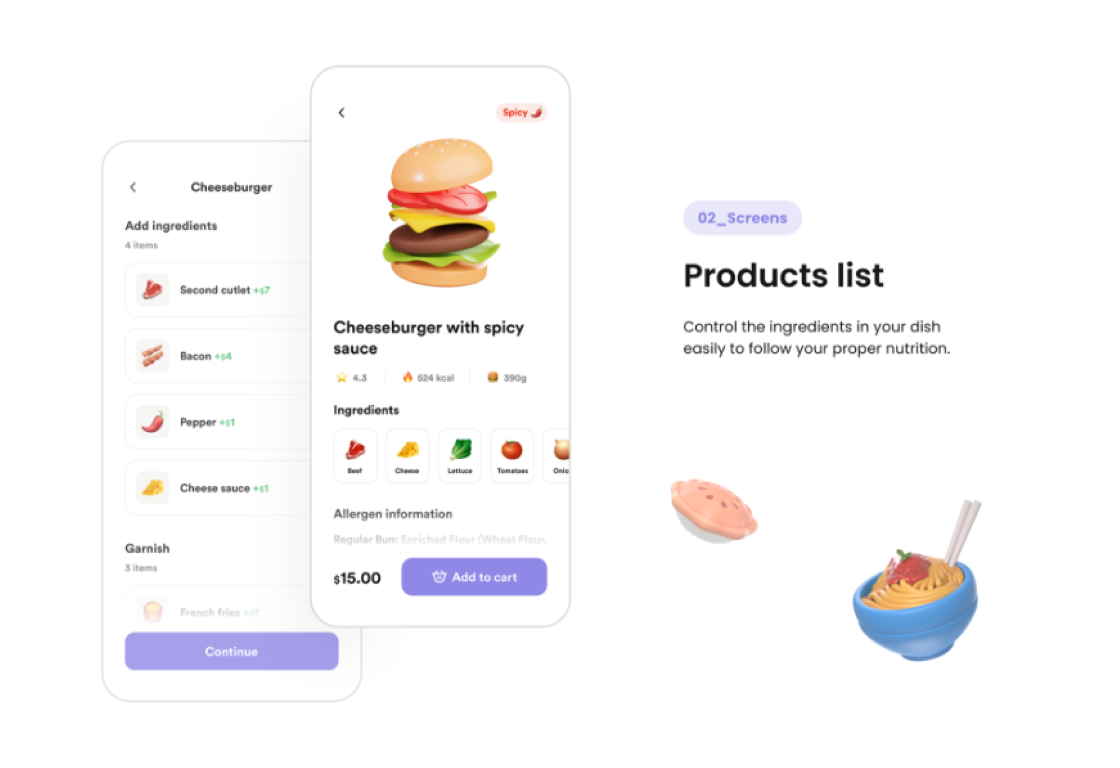 Cheeseburger
Add ingredients
4 items
Second cutlet +$7
Bacon +$4
Pepper +$1
Cheese sauce +$1
Garnish
3 items
French fries +$7
Continue
Spicy
Cheeseburger with spicy
sauce
4.3
524 kcal
390g
Ingredients
Beef
Cheese
Lettuce
Tomatoes
Onio
Allergen information
Regular Bun: Enriched Flour (Wheat Flour,
$15.00
Add to cart
02_Screens
Products list
Control the ingredients in your dish
easily to follow your proper nutrition.